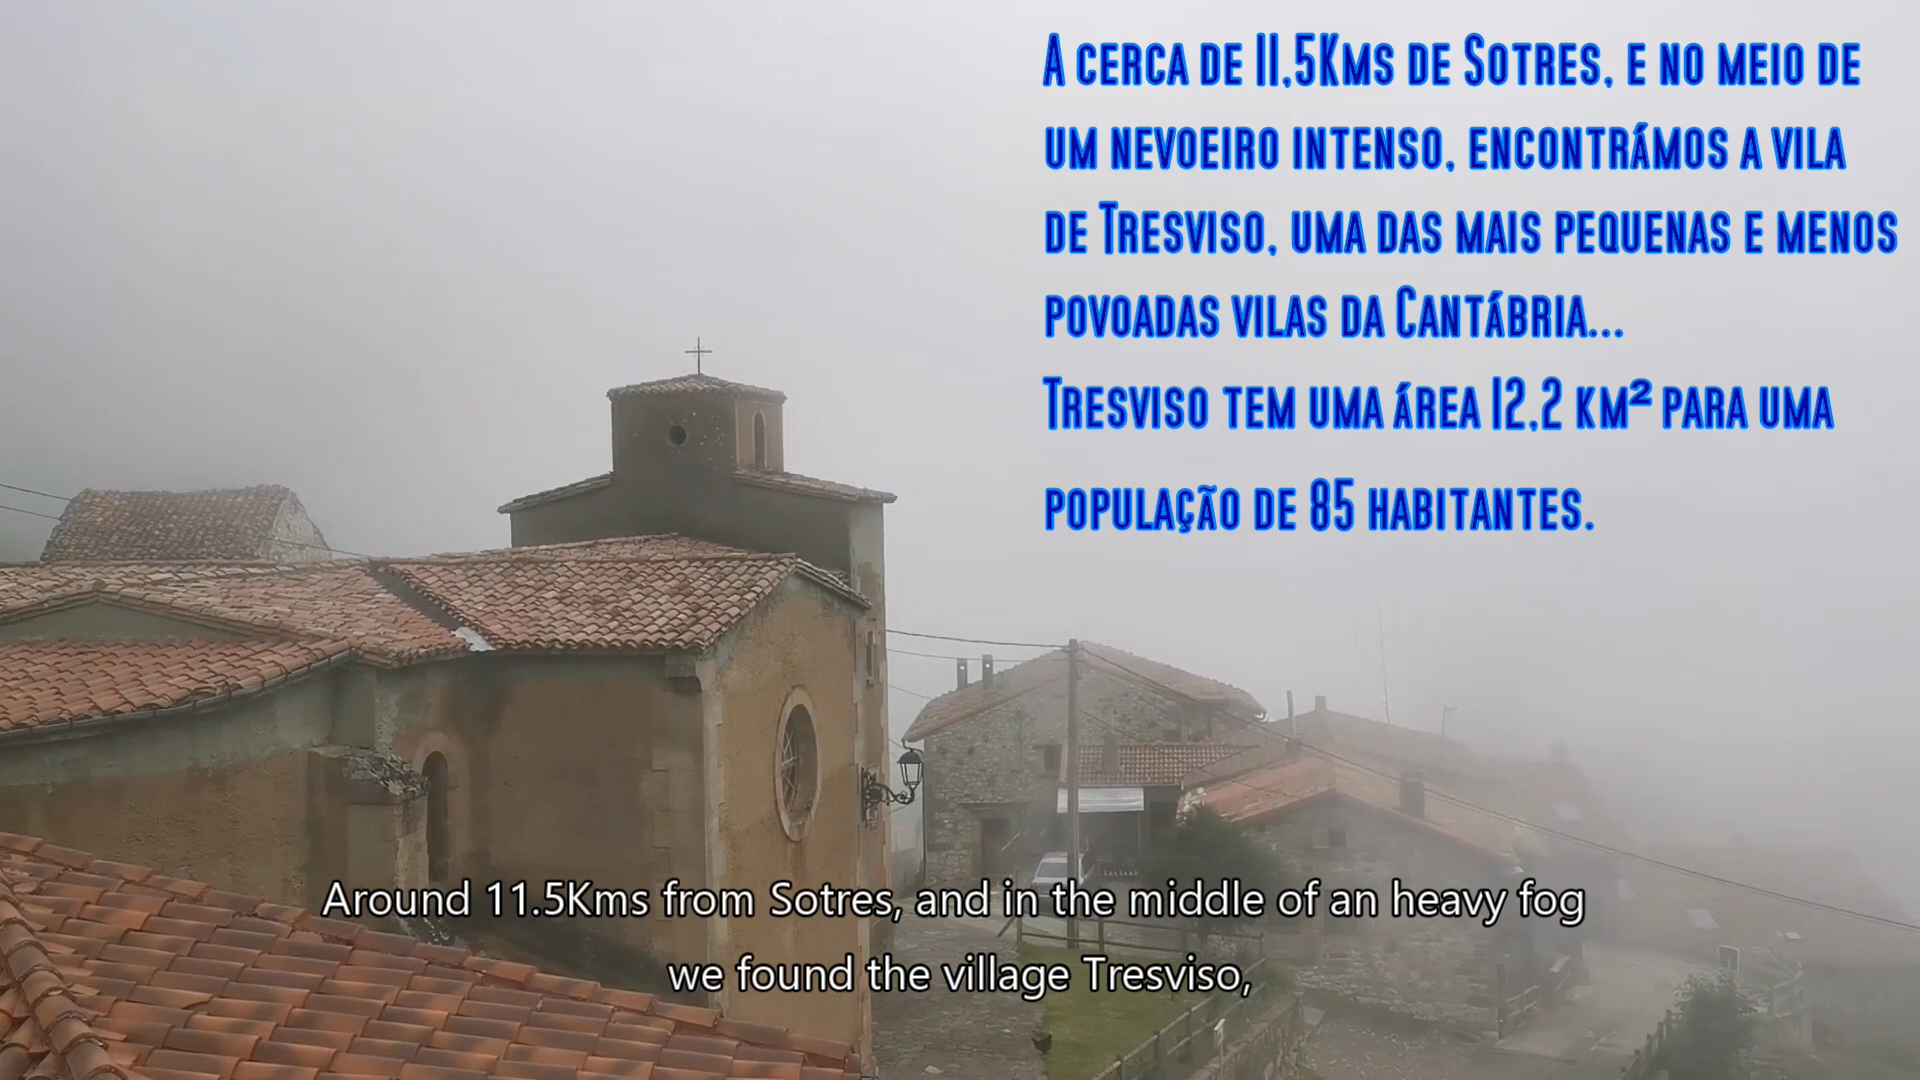 A cerca de 11,5Kms de Sotres, e no meio de
um nevoeiro intenso, encontrámos a vila
de Tresviso, uma das mais pequenas e menos
povoadas vilas da Cantábria...
Tresviso tem uma área 12,2 km² para uma
população de 85 habitantes.
Around 11.5Kms from Sotres, and in the middle of an heavy fog
we found the village Tresviso,